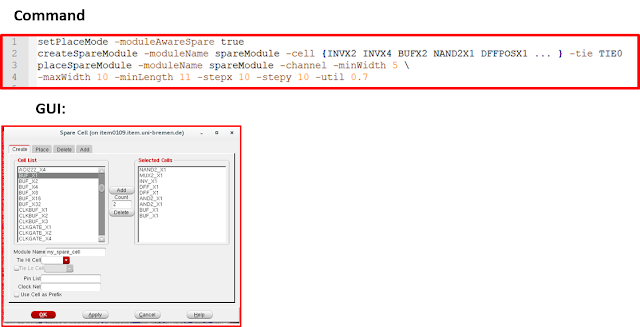 Command
1 setPlaceMode -moduleAwareSpare true
2 createSpareModule -moduleName spareModule -cell {INVX2 INVX4 BUFX2 NAND2X1 DFFPOSX1 ... } -tie TIE0
3 placeSpareModule -moduleName spareModule -channel -minWidth 5 \
4 -maxWidth 10 -minLength 11 -stepx 10 -stepy 10 -util 0.7
GUI:
Spare Cell (on item0109.item.uni-bremen.de)
Create Place Delete Add
Cell List
AOI222_X4
BUF_X1
BUF_X2
BUF_X4
BUF_X8
BUF_X16
BUF_X32
CLKBUF_X1
CLKBUF_X2
CLKBUF_X3
CLKGATE_X1
CLKGATE_X2
CLKGATE_X4
Add
Count
2
Delete
Selected Cells
NAND2_X1
MUX2_X1
INV_X1
DFF_X1
DFF_X1
AND2_X1
AND2_X1
BUF_X1
BUF_X1
Module Name my_spare_cell
Tie Hi Cell
Tie Lo Cell
Pin List
Clock Net
Use Cell as Prefix
OK Apply Cancel Help